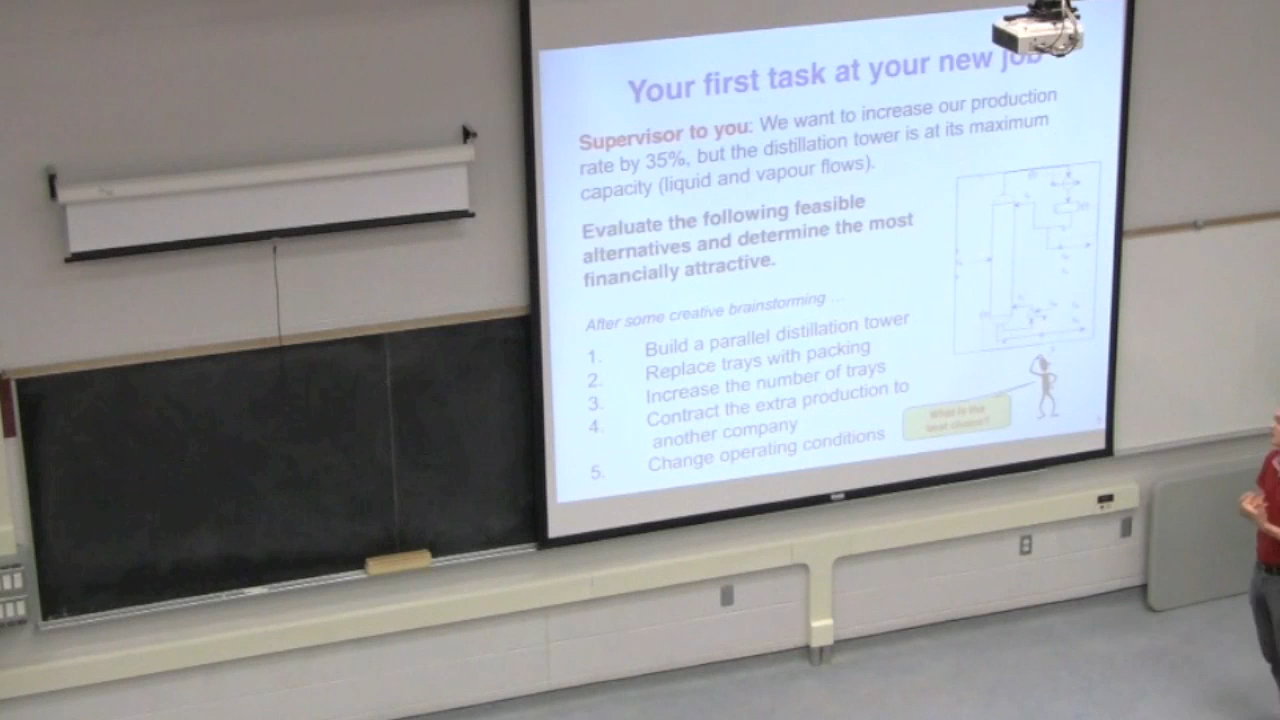 Your first task at your new job
Supervisor to you: We want to increase our production
rate by 35%, but the distillation tower is at its maximum
capacity (liquid and vapour flows).
Evaluate the following feasible
alternatives and determine the most
financially attractive.
After some creative brainstorming ...
1. Build a parallel distillation tower
2. Replace trays with packing
3. Increase the number of trays
4. Contract the extra production to
another company
5. Change operating conditions
What is the
best choice?